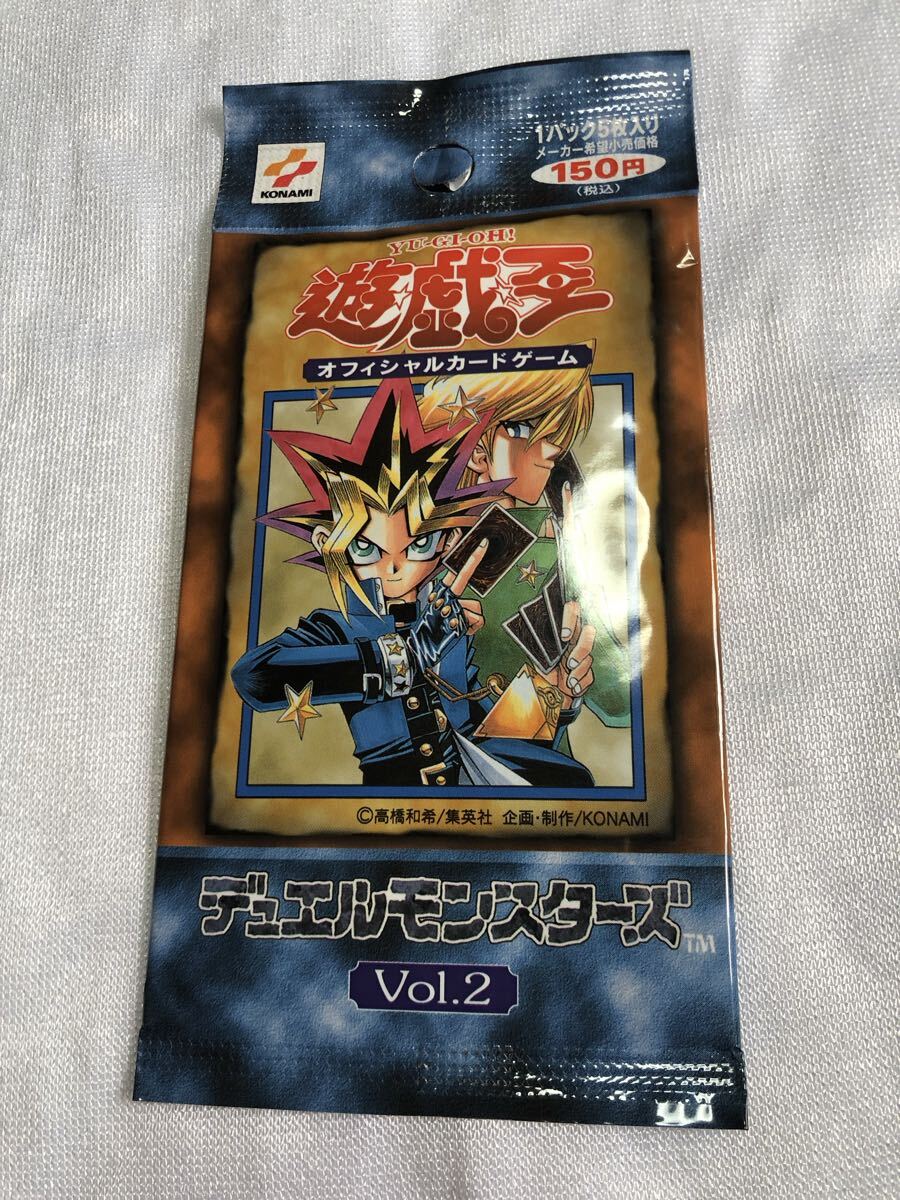 1パック5枚入り
メーカー希望小売価格
150円
(税込)
KONAMI
YU-GI-OH!
遊☆戯☆王
オフィシャルカードゲーム
©高橋和希/集英社 企画・制作/KONAMI
デュエルモンスターズ™
Vol.2